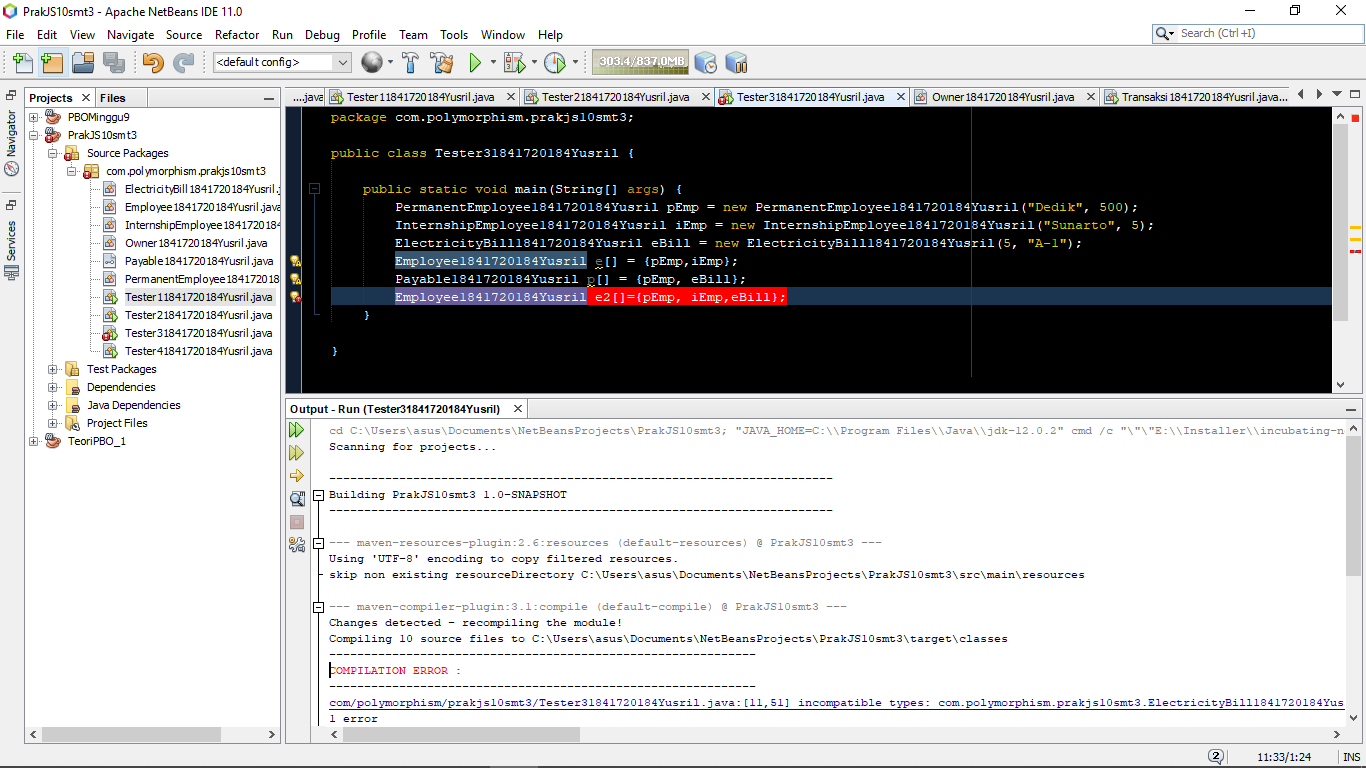 PrakJS10smt3 - Apache NetBeans IDE 11.0
File Edit View Navigate Source Refactor Run Debug Profile Team Tools Window Help
Search (Ctrl+I)
<default config>
303.4/837.0MB
Projects Files
....java Tester11841720184Yusril.java Tester21841720184Yusril.java Tester31841720184Yusril.java Owner1841720184Yusril.java Transaksi1841720184Yusril.java...
Navigator
Services
PBOMinggu9
PrakJS10smt3
Source Packages
com.polymorphism.prakjs10smt3
ElectricityBill1841720184Yusril.
Employee1841720184Yusril.java
InternshipEmployee184172018
Owner1841720184Yusril.java
Payable1841720184Yusril.java
PermanentEmployee184172018
Tester11841720184Yusril.java
Tester21841720184Yusril.java
Tester31841720184Yusril.java
Tester41841720184Yusril.java
Test Packages
Dependencies
Java Dependencies
Project Files
TeoriPBO_1
package com.polymorphism.prakjs10smt3;
public class Tester31841720184Yusril {
public static void main(String[] args) {
PermanentEmployee1841720184Yusril pEmp = new PermanentEmployee1841720184Yusril("Dedik", 500);
InternshipEmployee1841720184Yusril iEmp = new InternshipEmployee1841720184Yusril("Sunarto", 5);
ElectricityBill1841720184Yusril eBill = new ElectricityBill1841720184Yusril(5, "A-1");
Employee1841720184Yusril e[] = {pEmp,iEmp};
Payable1841720184Yusril p[] = {pEmp, eBill};
Employee1841720184Yusril e2[]={pEmp, iEmp,eBill};
}
}
Output - Run (Tester31841720184Yusril)
cd C:\Users\asus\Documents\NetBeansProjects\PrakJS10smt3; "JAVA_HOME=C:\\Program Files\\Java\\jdk-12.0.2" cmd /c "\"\"E:\\Installer\\incubating-n
Scanning for projects...
------------------------------------------------------------------------
Building PrakJS10smt3 1.0-SNAPSHOT
------------------------------------------------------------------------
--- maven-resources-plugin:2.6:resources (default-resources) @ PrakJS10smt3 ---
Using 'UTF-8' encoding to copy filtered resources.
skip non existing resourceDirectory C:\Users\asus\Documents\NetBeansProjects\PrakJS10smt3\src\main\resources
--- maven-compiler-plugin:3.1:compile (default-compile) @ PrakJS10smt3 ---
Changes detected - recompiling the module!
Compiling 10 source files to C:\Users\asus\Documents\NetBeansProjects\PrakJS10smt3\target\classes
-------------------------------------------------------------
COMPILATION ERROR :
-------------------------------------------------------------
com/polymorphism/prakjs10smt3/Tester31841720184Yusril.java:[11,51] incompatible types: com.polymorphism.prakjs10smt3.ElectricityBill1841720184Yus
1 error
2
11:33/1:24
INS